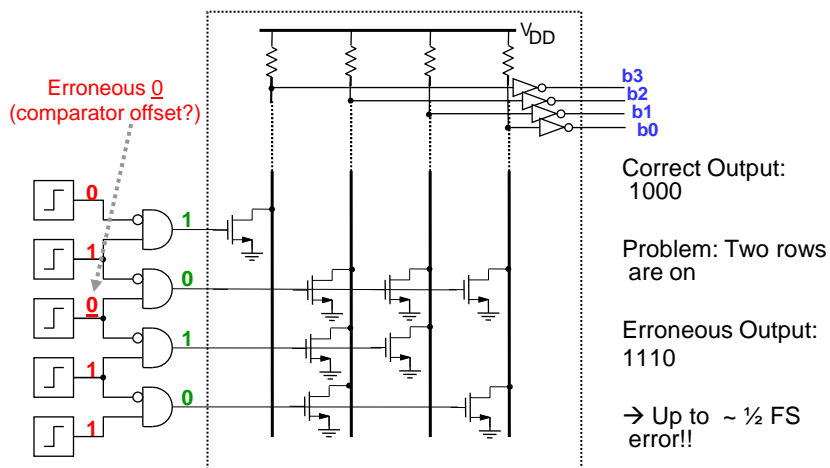 VDD
b3
b2
b1
b0
Erroneous 0
(comparator offset?)
0
1
1
0
0
1
1
0
1
Correct Output:
1000
Problem: Two rows
are on
Erroneous Output:
1110
→ Up to ~ ½ FS
error!!